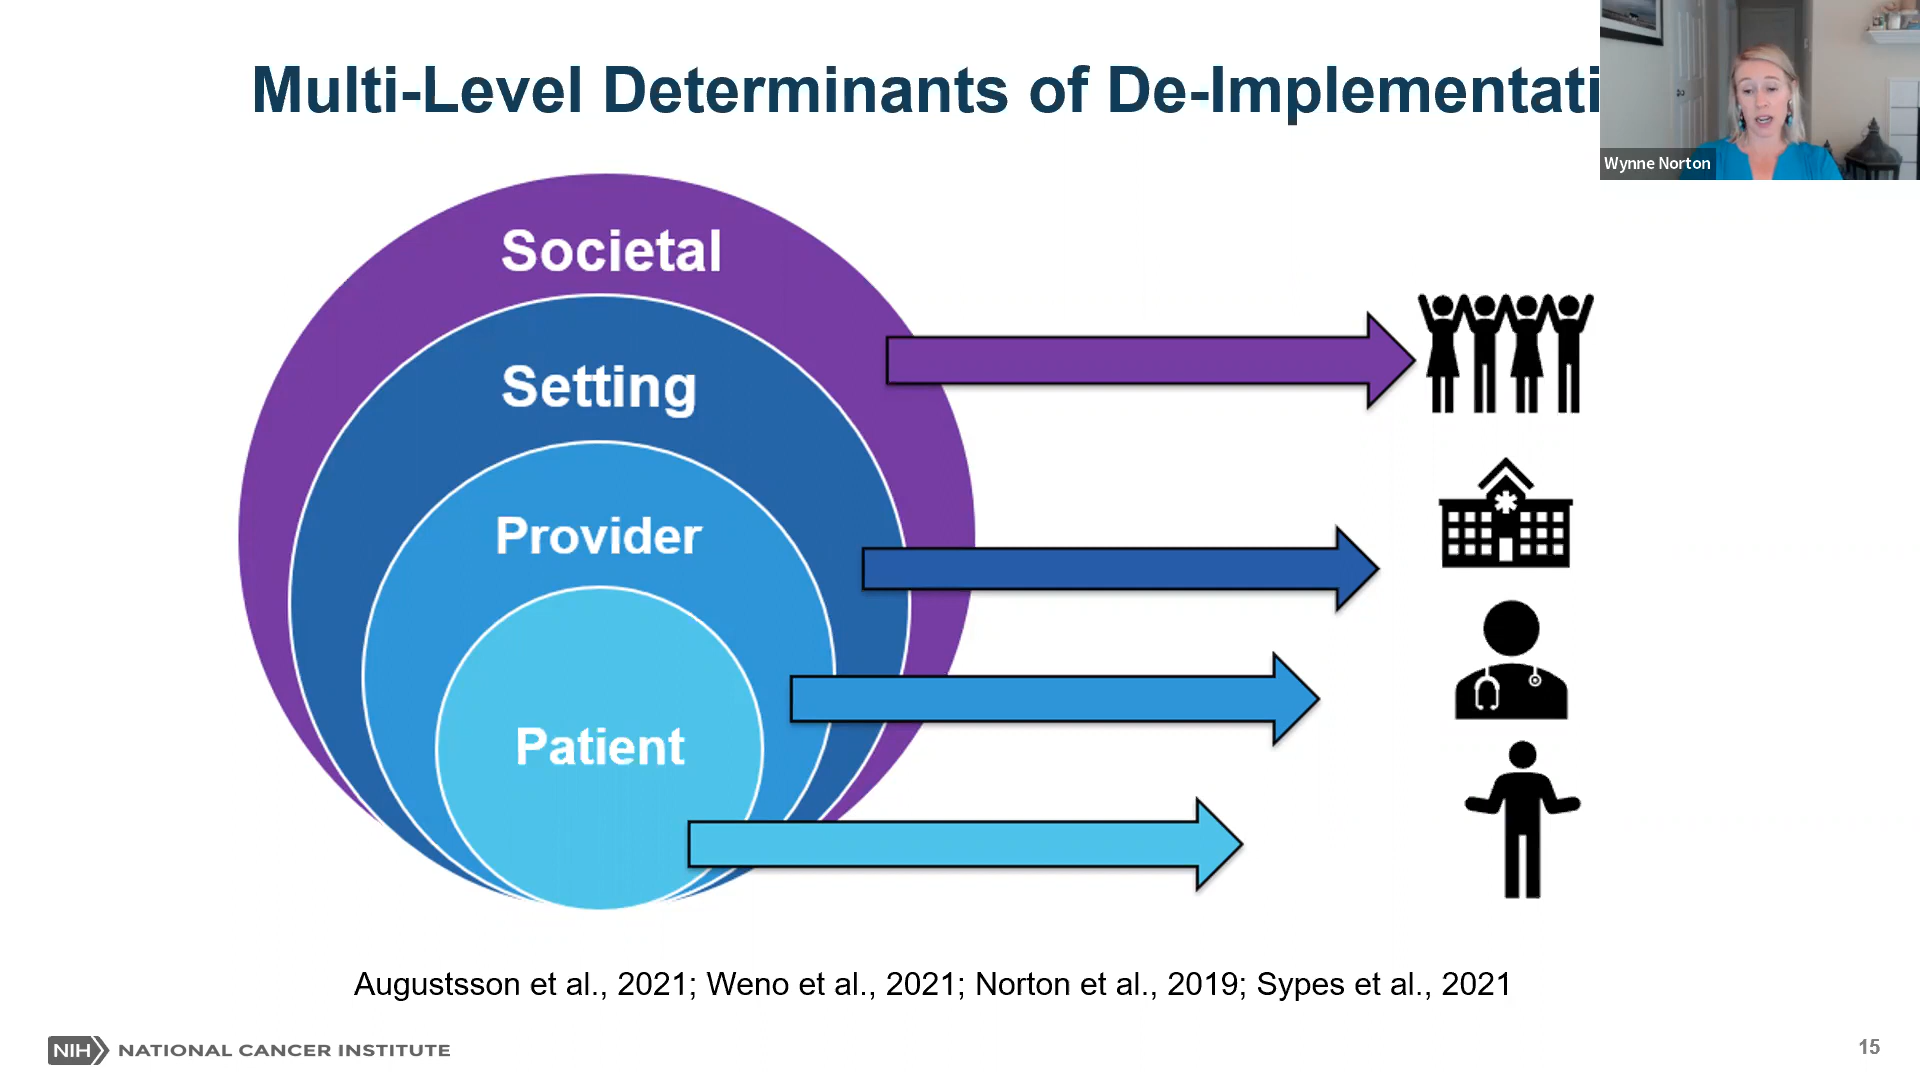 Multi-Level Determinants of De-Implementati
Wynne Norton
Societal
Setting
Provider
Patient
Augustsson et al., 2021; Weno et al., 2021; Norton et al., 2019; Sypes et al., 2021
NIH NATIONAL CANCER INSTITUTE
15